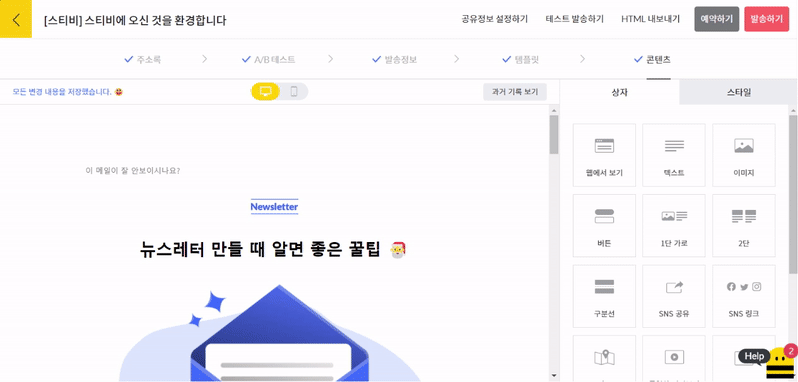 [스티비] 스티비에 오신 것을 환경합니다
공유정보 설정하기 테스트 발송하기 HTML 내보내기 예약하기 발송하기
주소록 A/B 테스트 발송정보 템플릿 콘텐츠
모든 변경 내용을 저장했습니다.
과거 기록 보기
상자 스타일
이 메일이 잘 안보이시나요?
Newsletter
뉴스레터 만들 때 알면 좋은 꿀팁
웹에서 보기 텍스트 이미지
버튼 1단 가로 2단
구분선 SNS 공유 SNS 링크
Help 2